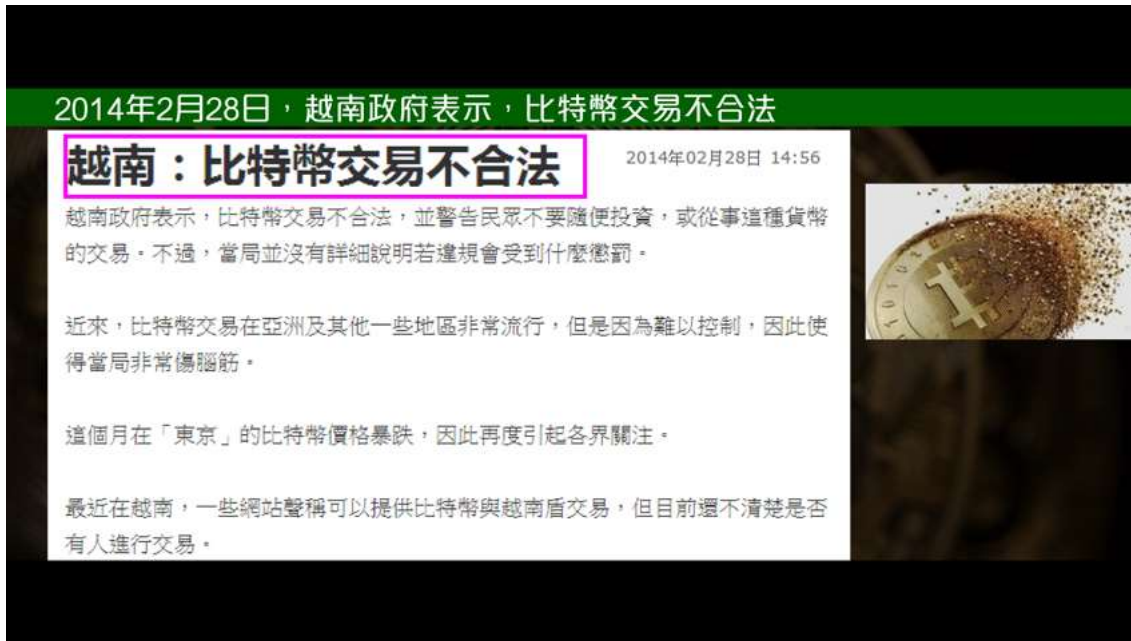 2014年2月28日，越南政府表示，比特幣交易不合法
越南：比特幣交易不合法
2014年02月28日 14:56
越南政府表示，比特幣交易不合法，並警告民眾不要隨便投資，或從事這種貨幣
的交易。不過，當局並沒有詳細說明若違規會受到什麼懲罰。
近來，比特幣交易在亞洲及其他一些地區非常流行，但是因為難以控制，因此使
得當局非常傷腦筋。
這個月在「東京」的比特幣價格暴跌，因此再度引起各界關注。
最近在越南，一些網站聲稱可以提供比特幣與越南盾交易，但目前還不清楚是否
有人進行交易。